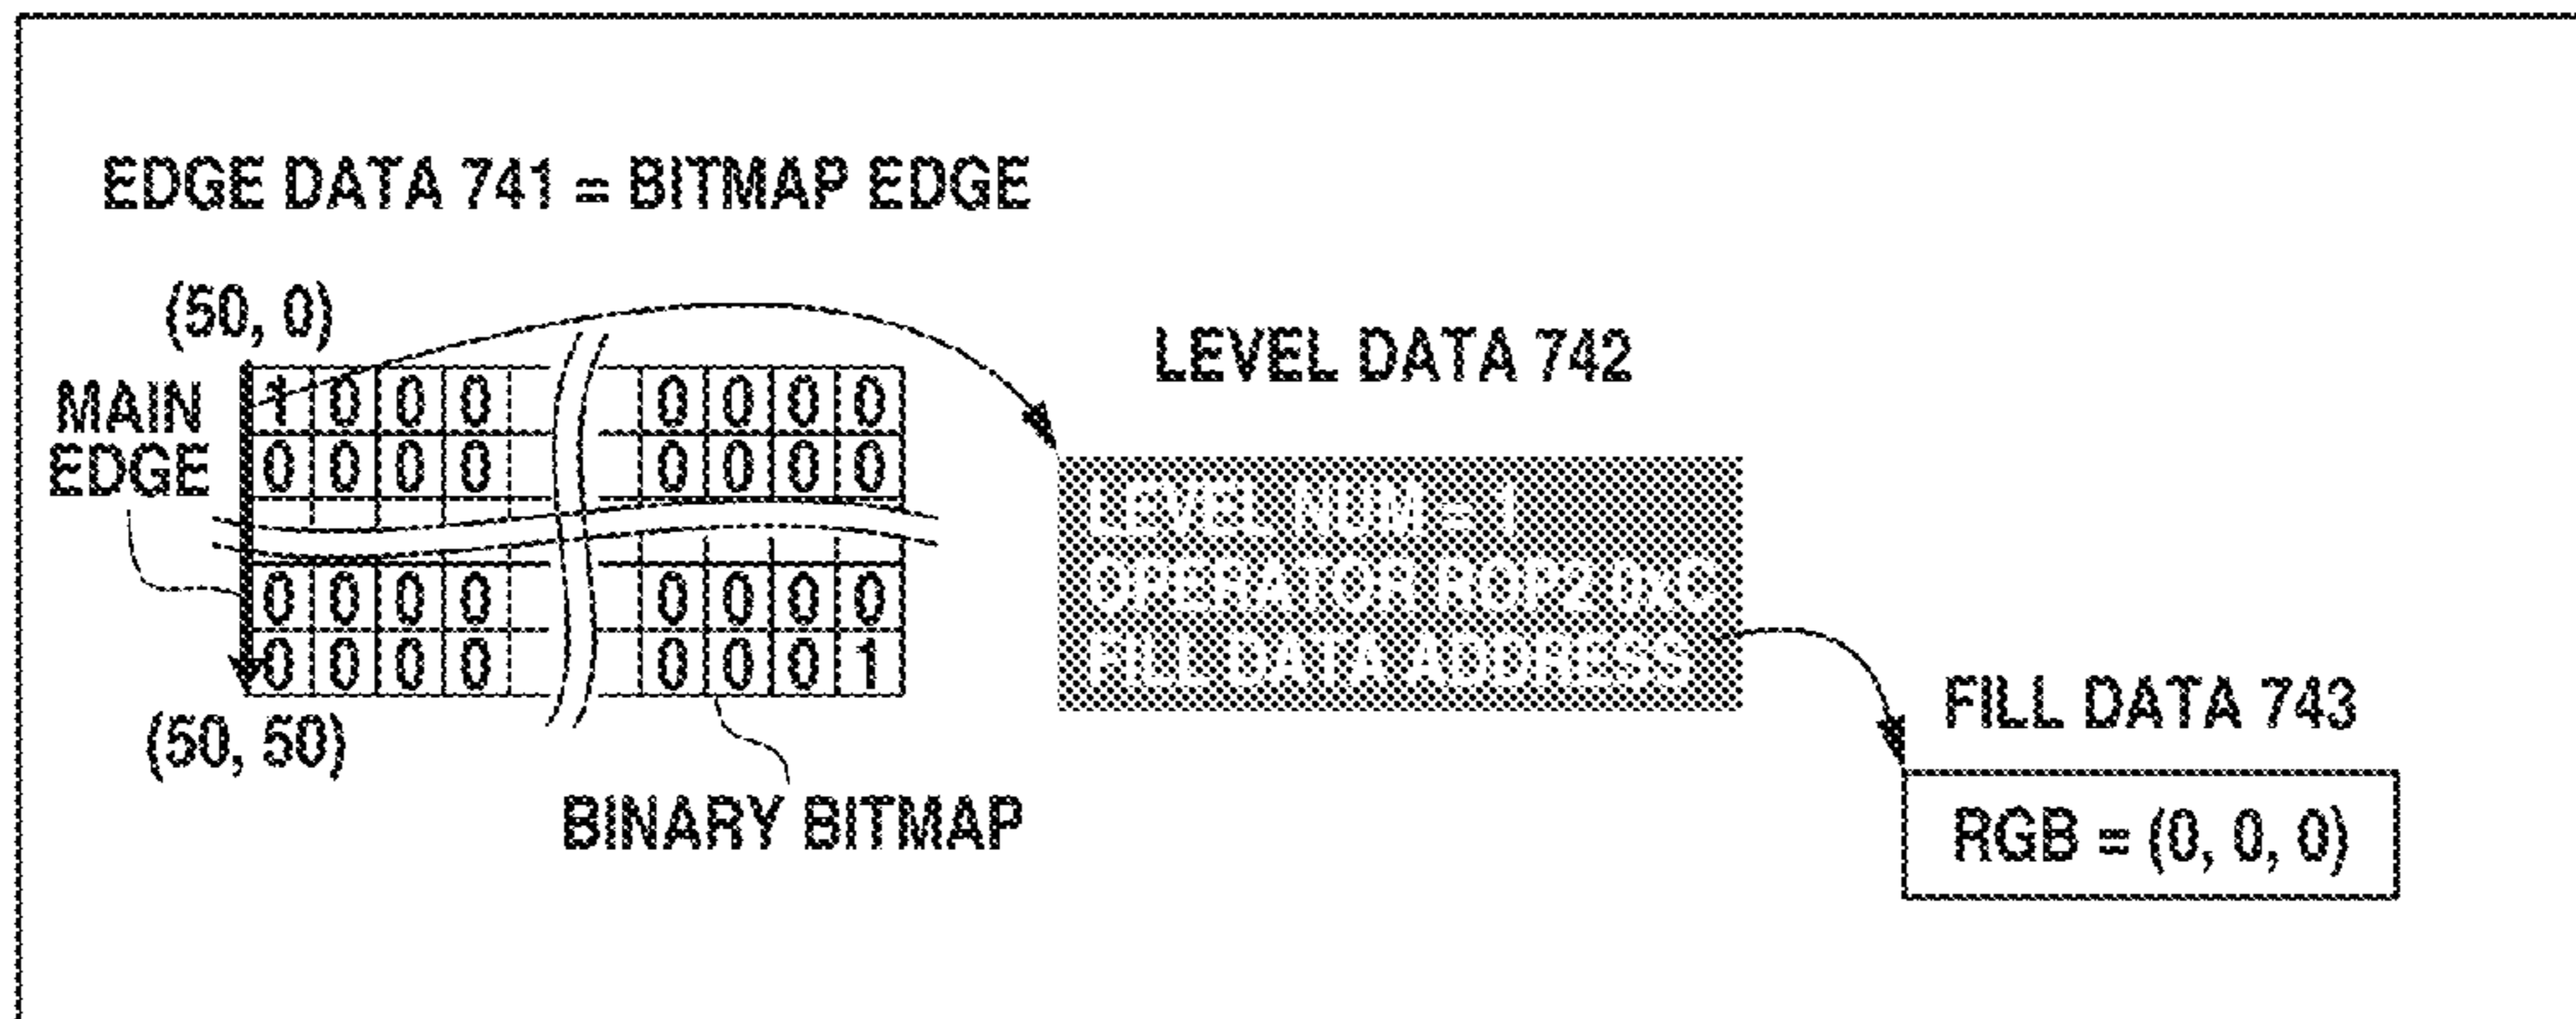 EDGE DATA 741 = BITMAP EDGE
(50, 0)
MAIN
EDGE
1 0 0 0 0 0 0 0
0 0 0 0 0 0 0 0
0 0 0 0 0 0 0 0
0 0 0 0 0 0 0 1
(50, 50)
BINARY BITMAP
LEVEL DATA 742
LEVEL NUM = 1
OPERATOR ROP2 0xC
FILL DATA ADDRESS
FILL DATA 743
RGB = (0, 0, 0)